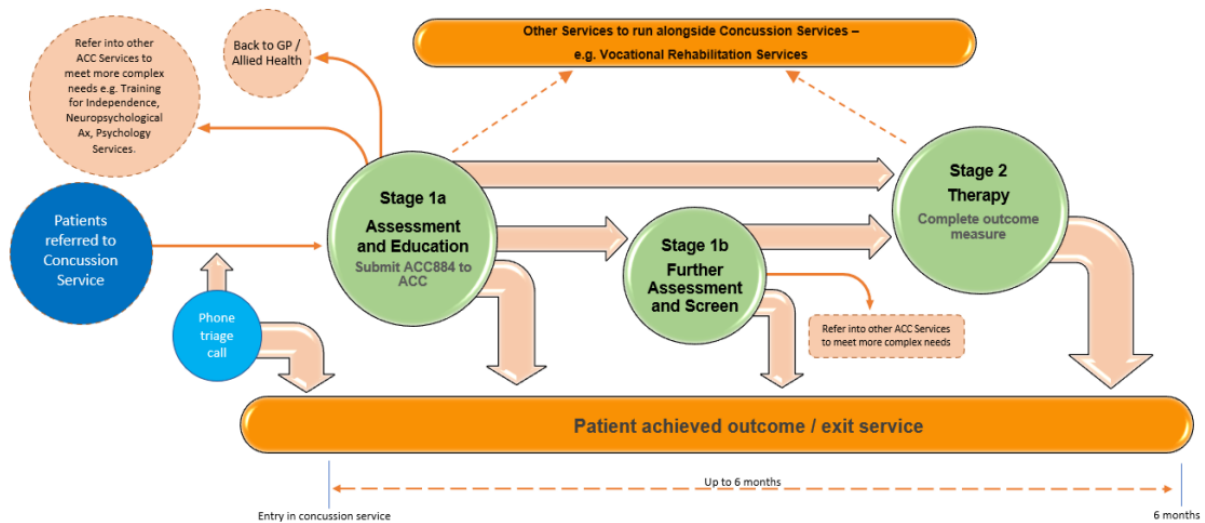 Other Services to run alongside Concussion Services –
e.g. Vocational Rehabilitation Services
Refer into other
ACC Services to
meet more complex
needs e.g. Training
for Independence,
Neuropsychological
Ax, Psychology
Services.
Back to GP /
Allied Health
Patients
referred to
Concussion
Service
Phone
triage
call
Stage 1a
Assessment
and Education
Submit ACC884 to
ACC
Stage 1b
Further
Assessment
and Screen
Refer into other ACC Services
to meet more complex needs
Stage 2
Therapy
Complete outcome
measure
Patient achieved outcome / exit service
Up to 6 months
Entry in concussion service
6 months